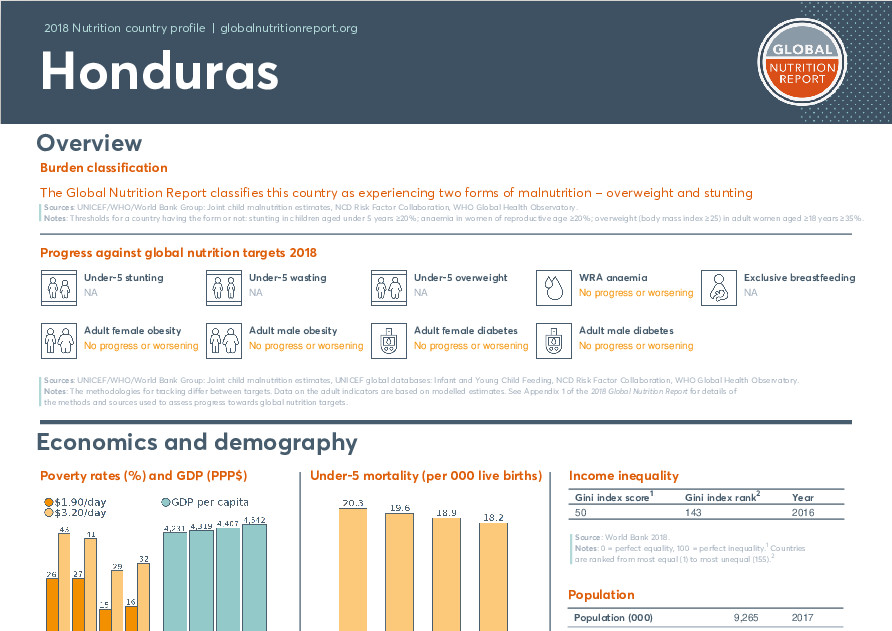 2018 Nutrition country profile | globalnutritionreport.org
Honduras
GLOBAL
NUTRITION
REPORT
Overview
Burden classification
The Global Nutrition Report classifies this country as experiencing two forms of malnutrition – overweight and stunting
Sources: UNICEF/WHO/World Bank Group: Joint child malnutrition estimates, NCD Risk Factor Collaboration, WHO Global Health Observatory.
Notes: Thresholds for a country having the form or not: stunting in children aged under 5 years ≥20%; anaemia in women of reproductive age ≥20%; overweight (body mass index ≥25) in adult women aged ≥18 years ≥35%.
Progress against global nutrition targets 2018
Under-5 stunting
NA
Under-5 wasting
NA
Under-5 overweight
NA
WRA anaemia
No progress or worsening
Exclusive breastfeeding
NA
Adult female obesity
No progress or worsening
Adult male obesity
No progress or worsening
Adult female diabetes
No progress or worsening
Adult male diabetes
No progress or worsening
Sources: UNICEF/WHO/World Bank Group: Joint child malnutrition estimates, UNICEF global databases: Infant and Young Child Feeding, NCD Risk Factor Collaboration, WHO Global Health Observatory.
Notes: The methodologies for tracking differ between targets. Data on the adult indicators are based on modelled estimates. See Appendix 1 of the 2018 Global Nutrition Report for details of
the methods and sources used to assess progress towards global nutrition targets.
Economics and demography
Poverty rates (%) and GDP (PPP$)
$1.90/day
$3.20/day
GDP per capita
26 43 27 41 15 29 16 32
4,231 4,319 4,407 4,542
Under-5 mortality (per 000 live births)
20.3 19.6 18.9 18.2
Income inequality
Gini index score¹ Gini index rank² Year
50 143 2016
Source: World Bank 2018.
Notes: 0 = perfect equality, 100 = perfect inequality.¹ Countries
are ranked from most equal (1) to most unequal (155).²
Population
Population (000) 9,265 2017